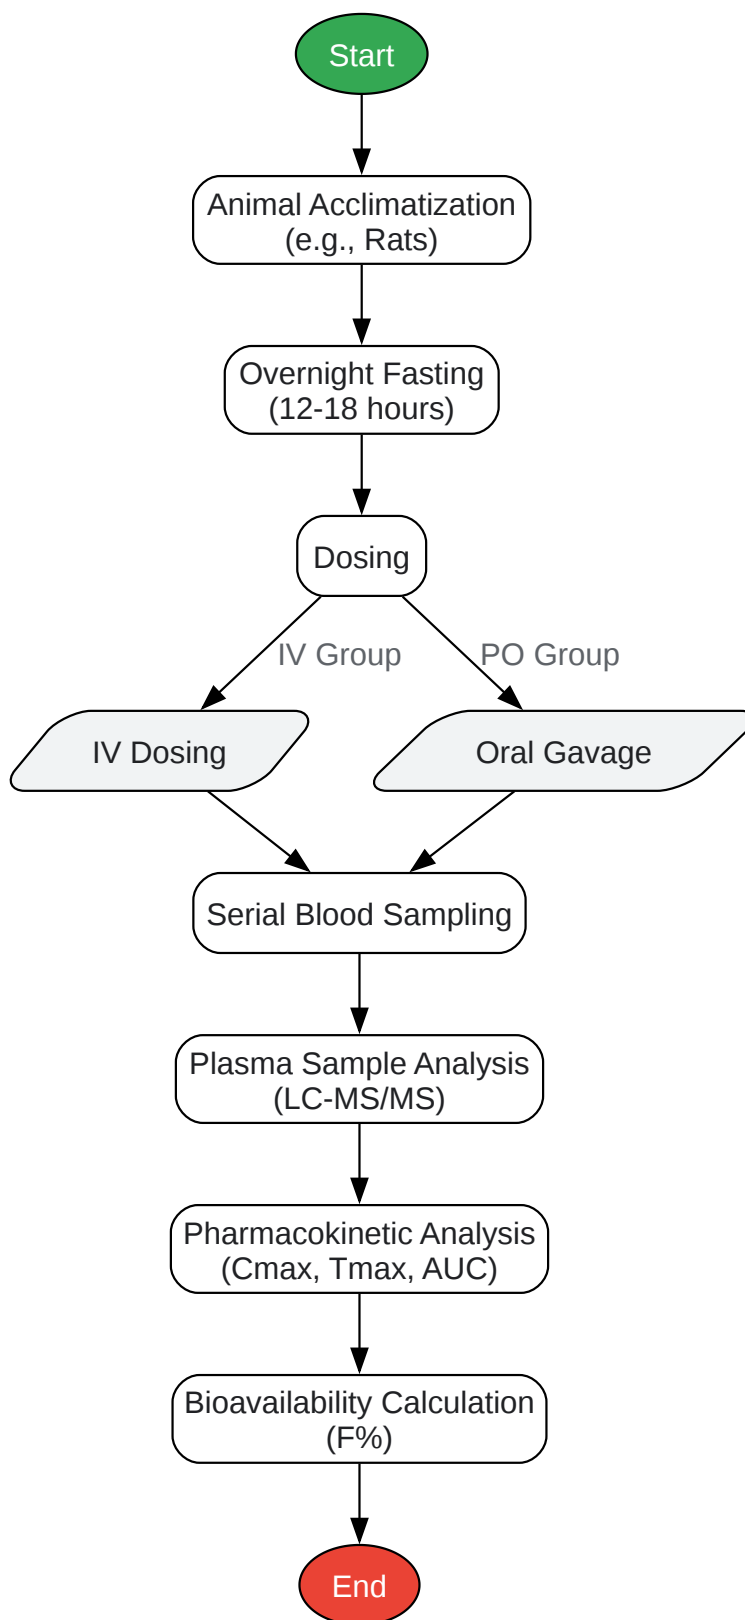 Start
Animal Acclimatization
(e.g., Rats)
Overnight Fasting
(12-18 hours)
Dosing
IV Group
PO Group
IV Dosing
Oral Gavage
Serial Blood Sampling
Plasma Sample Analysis
(LC-MS/MS)
Pharmacokinetic Analysis
(Cmax, Tmax, AUC)
Bioavailability Calculation
(F%)
End